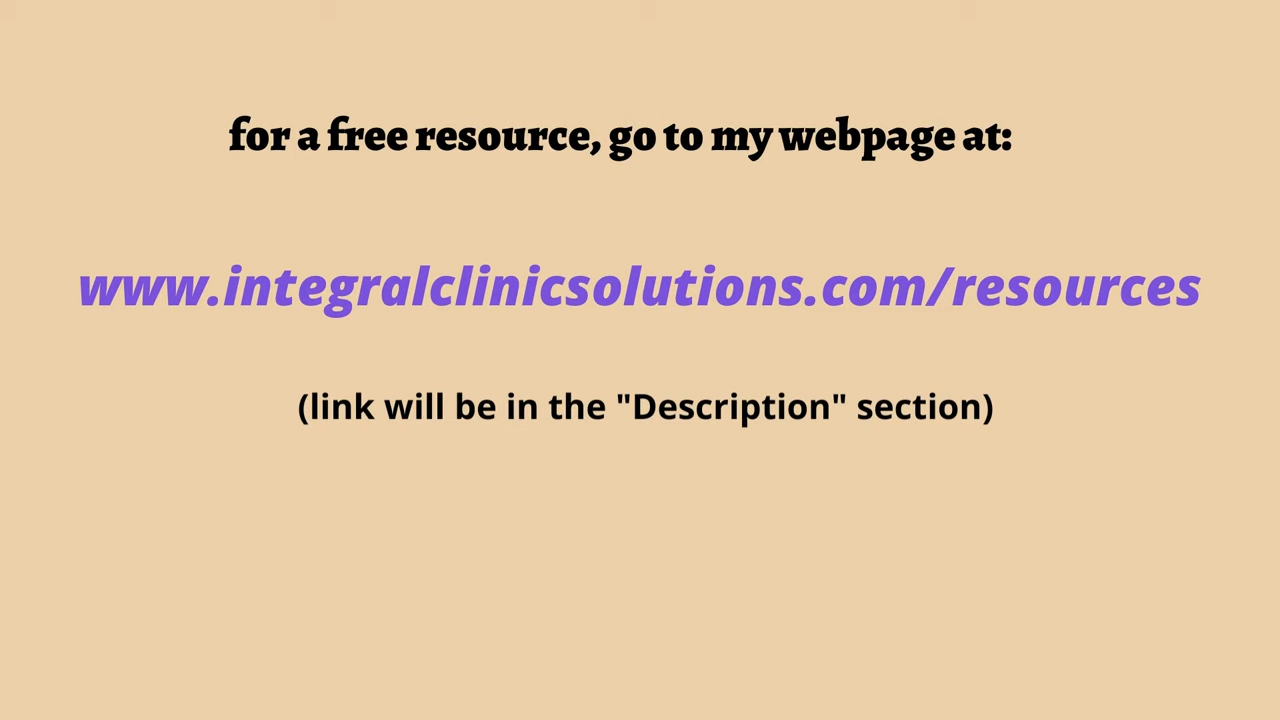 for a free resource, go to my webpage at:
www.integralclinicsolutions.com/resources
(link will be in the "Description" section)